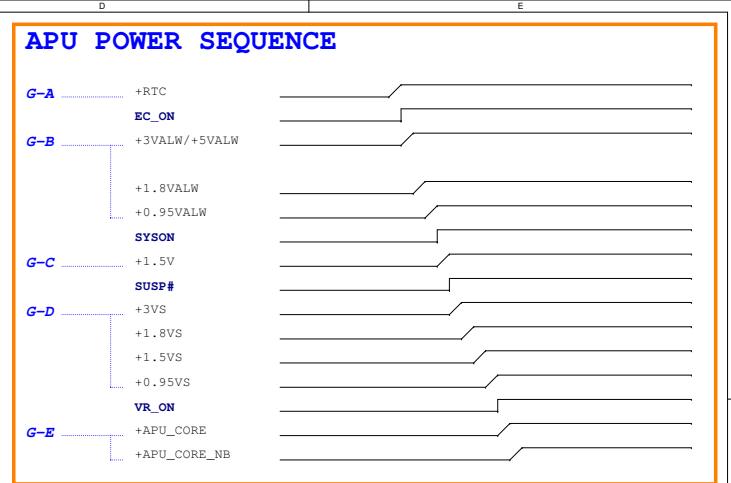 D E
APU POWER SEQUENCE
G-A +RTC
EC_ON
G-B +3VALW/+5VALW
+1.8VALW
+0.95VALW
SYSON
G-C +1.5V
SUSP#
G-D +3VS
+1.8VS
+1.5VS
+0.95VS
VR_ON
G-E +APU_CORE
+APU_CORE_NB